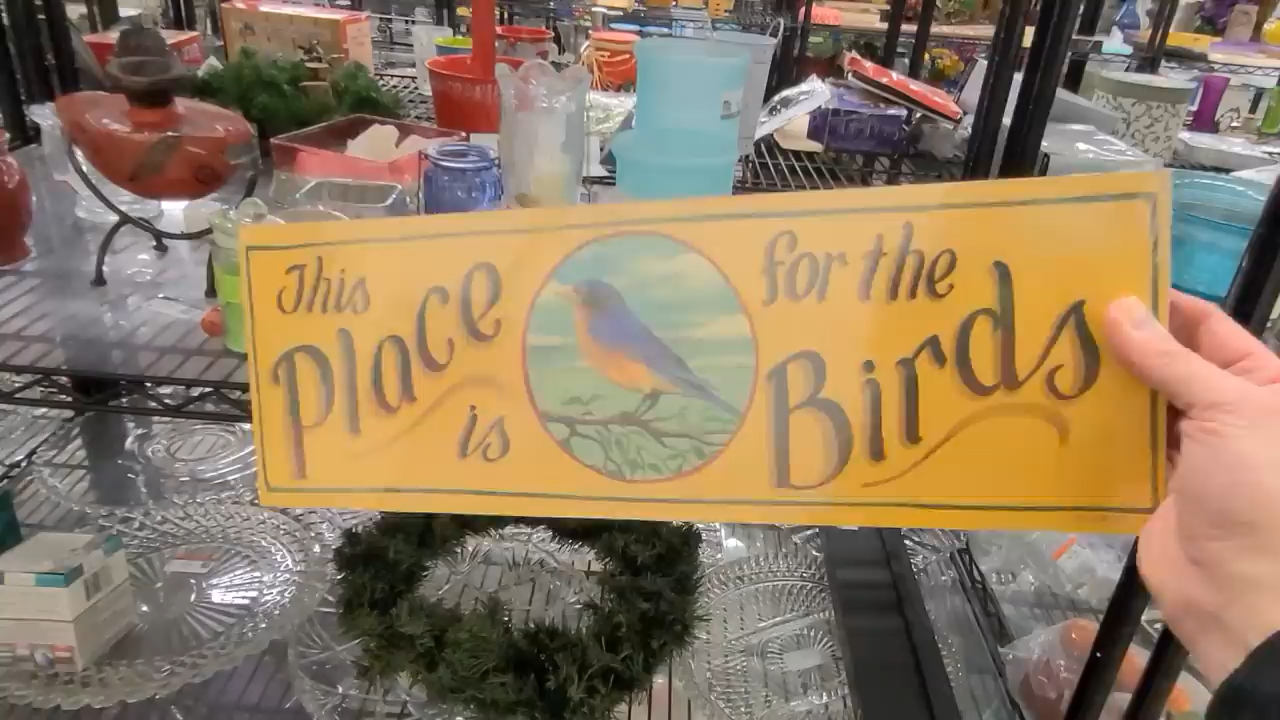 This
Place
is
for the
Birds